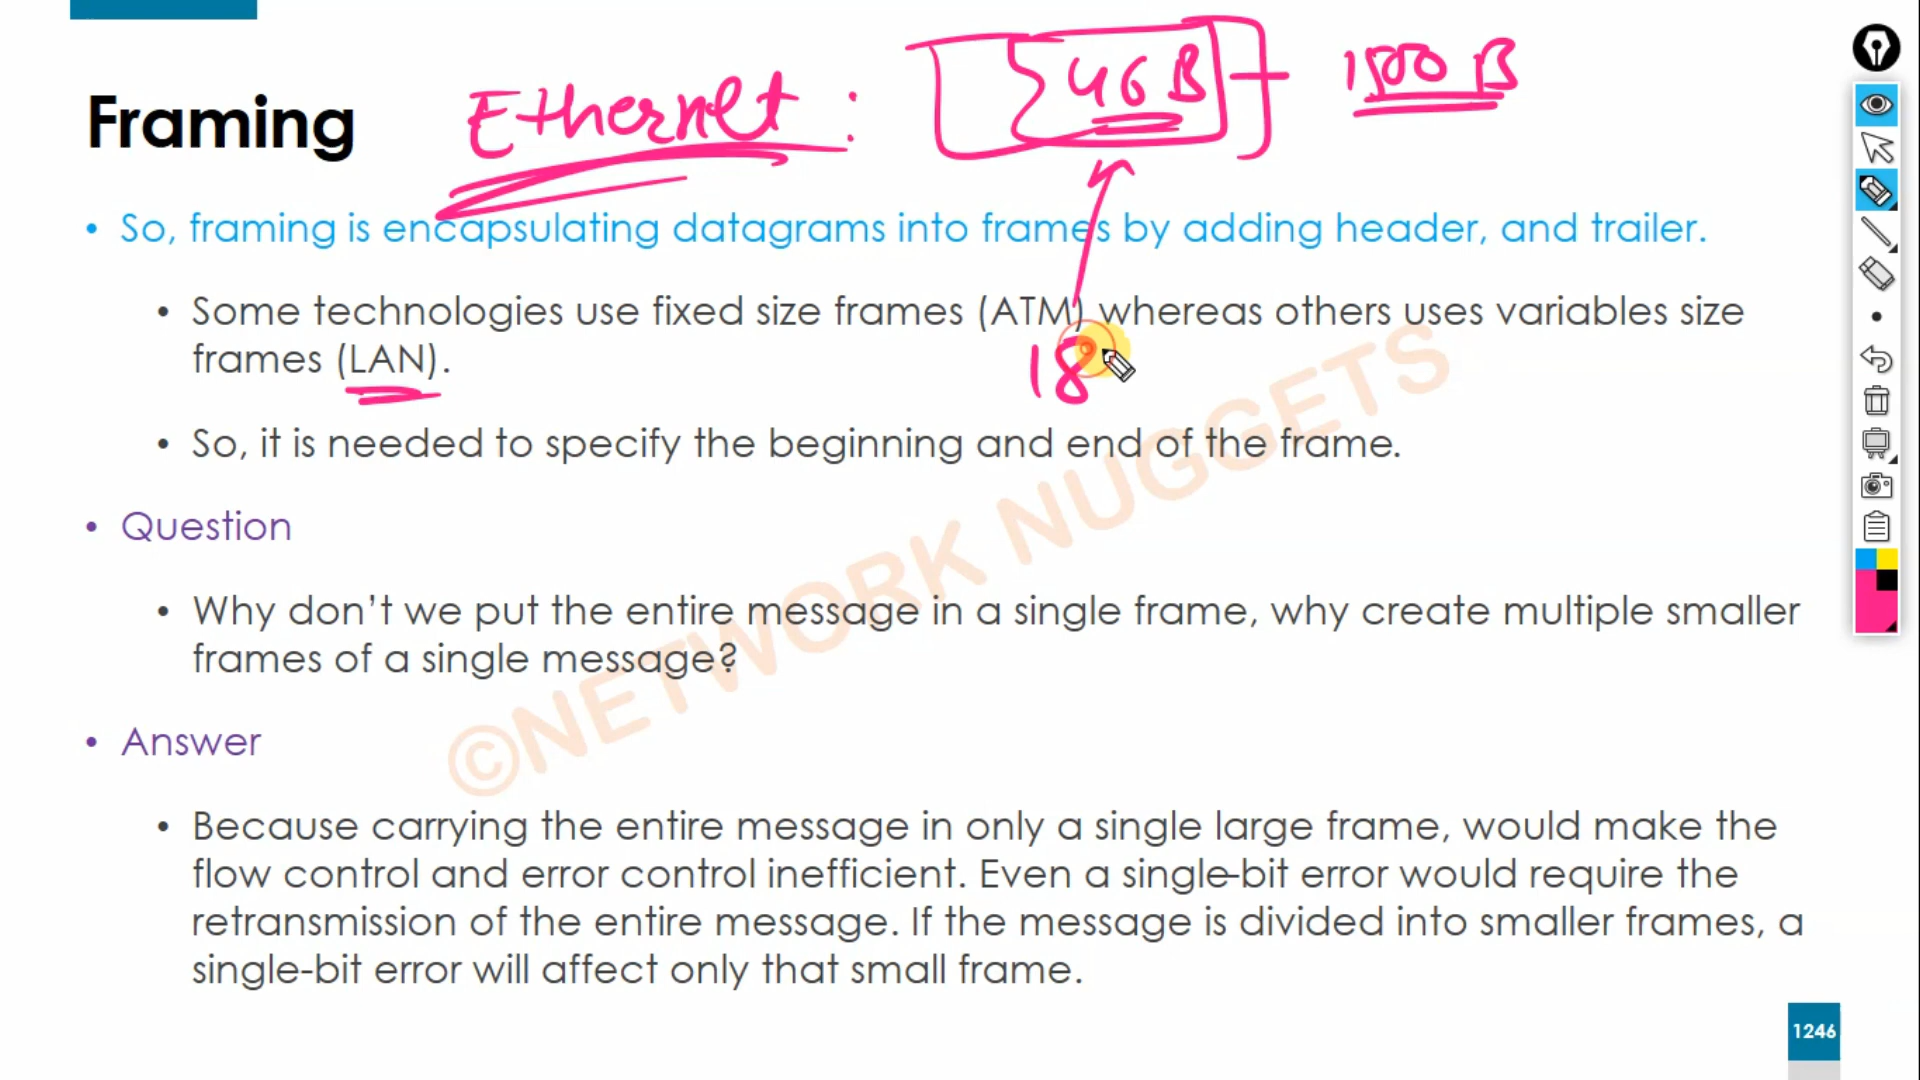 Framing
Ethernet :
46 B
1500 B
• So, framing is encapsulating datagrams into frames by adding header, and trailer.
• Some technologies use fixed size frames (ATM) whereas others uses variables size
frames (LAN).
18
• So, it is needed to specify the beginning and end of the frame.
• Question
• Why don’t we put the entire message in a single frame, why create multiple smaller
frames of a single message?
• Answer
• Because carrying the entire message in only a single large frame, would make the
flow control and error control inefficient. Even a single-bit error would require the
retransmission of the entire message. If the message is divided into smaller frames, a
single-bit error will affect only that small frame.
©NETWORK NUGGETS
1246